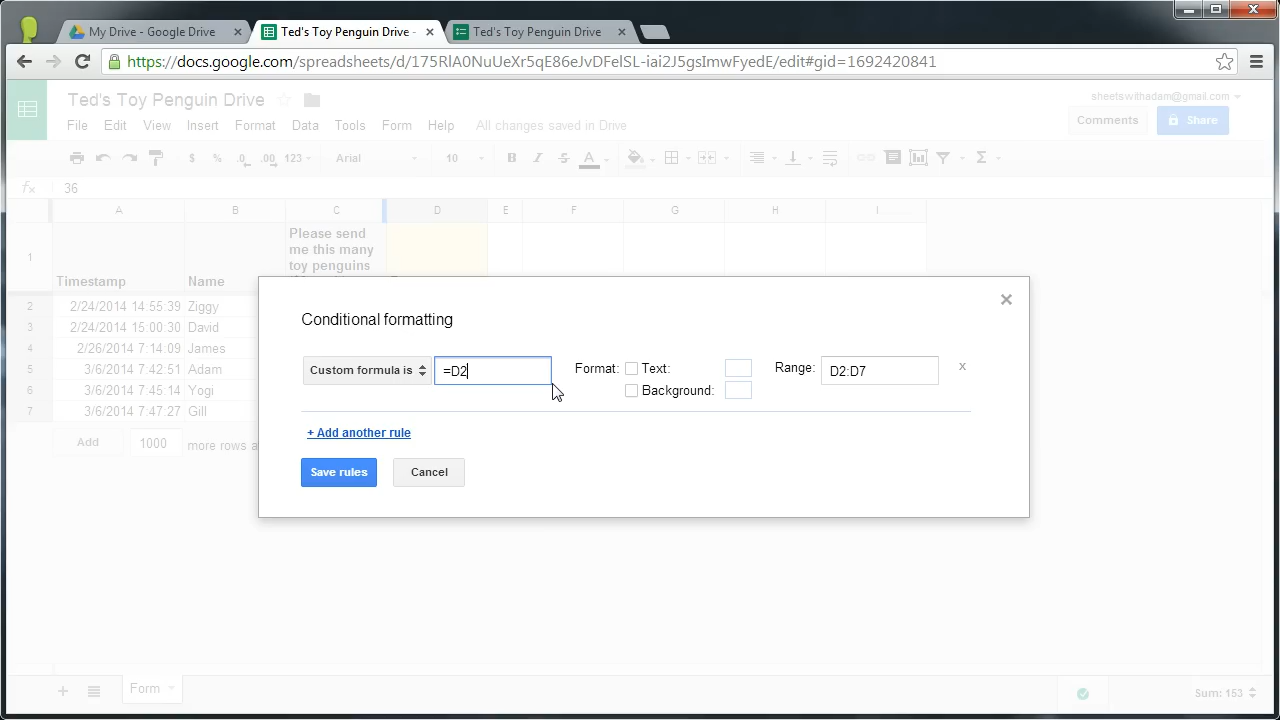 My Drive - Google Drive
Ted's Toy Penguin Drive -
Ted's Toy Penguin Drive
https://docs.google.com/spreadsheets/d/175RlA0NuUeXr5qE86eJvDFelSL-iai2J5gsImwFyedE/edit#gid=1692420841
Ted's Toy Penguin Drive
sheetswithadam@gmail.com
File Edit View Insert Format Data Tools Form Help All changes saved in Drive
Comments
Share
$ % .0 .00 123 Arial 10 B I S A Σ
fx 36
A B C D E F G H I
1 Timestamp Name
Please send
me this many
toy penguins
2 2/24/2014 14:55:39 Ziggy
3 2/24/2014 15:00:30 David
4 2/26/2014 7:14:09 James
5 3/6/2014 7:42:51 Adam
6 3/6/2014 7:45:14 Yogi
7 3/6/2014 7:47:27 Gill
Add 1000 more rows a
Conditional formatting
Custom formula is =D2 Format: Text: Range: D2:D7 x
Background:
+ Add another rule
Save rules Cancel
Form
Sum: 153